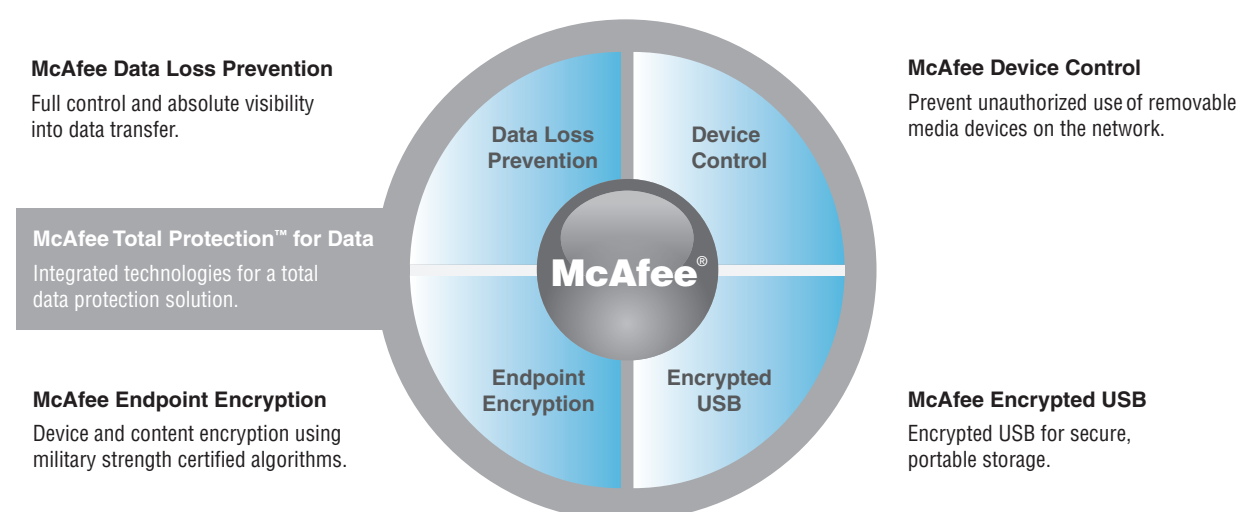 McAfee Data Loss Prevention
Full control and absolute visibility
into data transfer.
McAfee Device Control
Prevent unauthorized use of removable
media devices on the network.
Data Loss
Prevention
Device
Control
McAfee Total Protection™ for Data
Integrated technologies for a total
data protection solution.
McAfee®
Endpoint
Encryption
Encrypted
USB
McAfee Endpoint Encryption
Device and content encryption using
military strength certified algorithms.
McAfee Encrypted USB
Encrypted USB for secure,
portable storage.